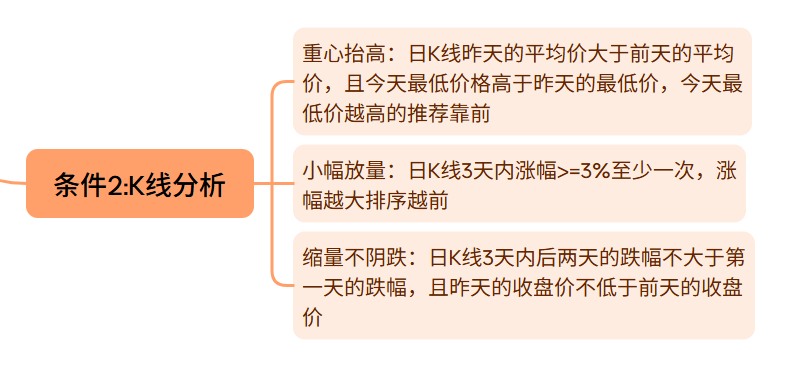 重心抬高：日K线昨天的平均价大于前天的平均
价，且今天最低价格高于昨天的最低价，今天最
低价越高的推荐靠前
条件2:K线分析
小幅放量：日K线3天内涨幅>=3%至少一次，涨
幅越大排序越前
缩量不阴跌：日K线3天内后两天的跌幅不大于第
一天的跌幅，且昨天的收盘价不低于前天的收盘
价